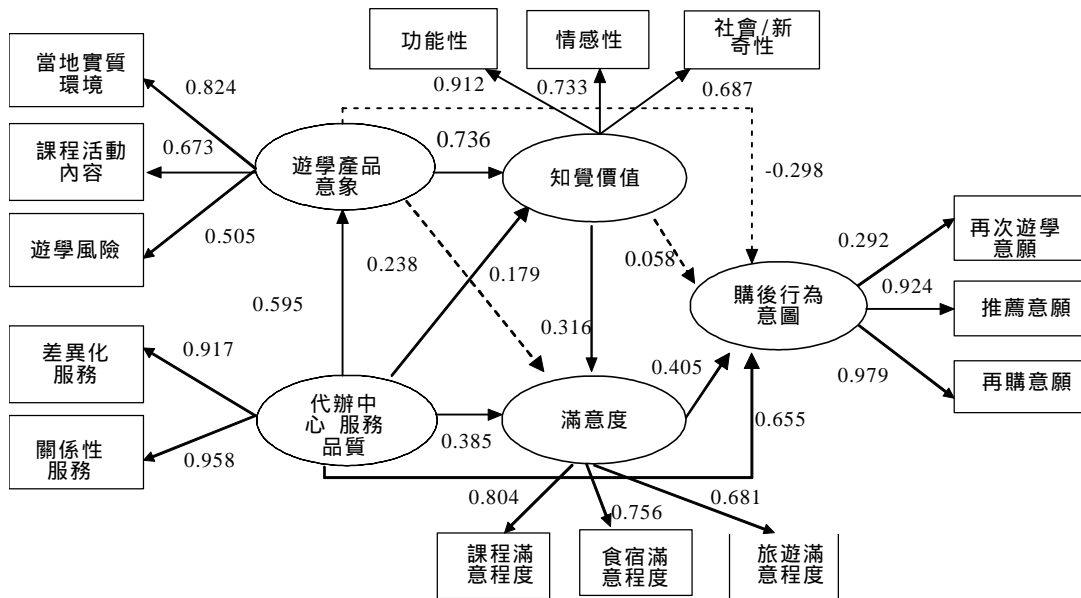 當地實質
環境
功能性
情感性
社會/新
奇性
0.824
0.912
0.733
0.687
課程活動
內容
0.673
遊學產品
意象
0.736
知覺價值
-0.298
遊學風險
0.505
再次遊學
意願
0.292
0.238
0.179
0.058
購後行為
意圖
0.924
推薦意願
0.595
0.316
差異化
服務
0.917
0.405
0.979
再購意願
代辦中
心 服務
品質
0.385
滿意度
0.655
關係性
服務
0.958
0.804
0.756
0.681
課程滿
意程度
食宿滿
意程度
旅遊滿
意程度